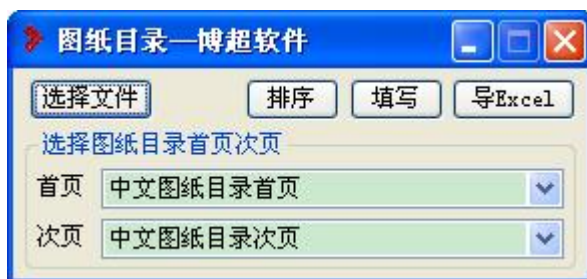 图纸目录—博超软件
选择文件 排序 填写 导Excel
选择图纸目录首页次页
首页 中文图纸目录首页
次页 中文图纸目录次页